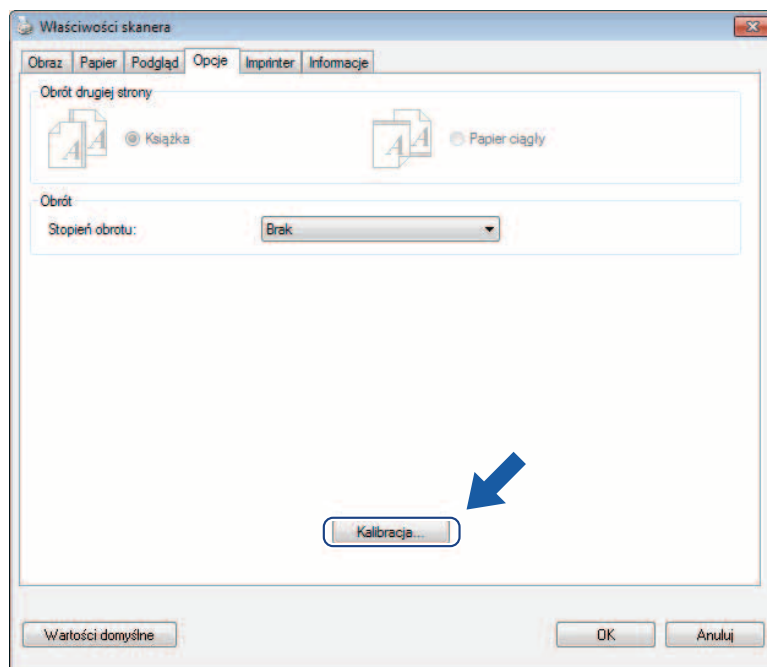 Właściwości skanera
Obraz Papier Podgląd Opcje Imprinter Informacje
Obrót drugiej strony
A A Książka A A Papier ciągły
Obrót
Stopień obrotu: Brak
Kalibracja...
Wartości domyślne OK Anuluj